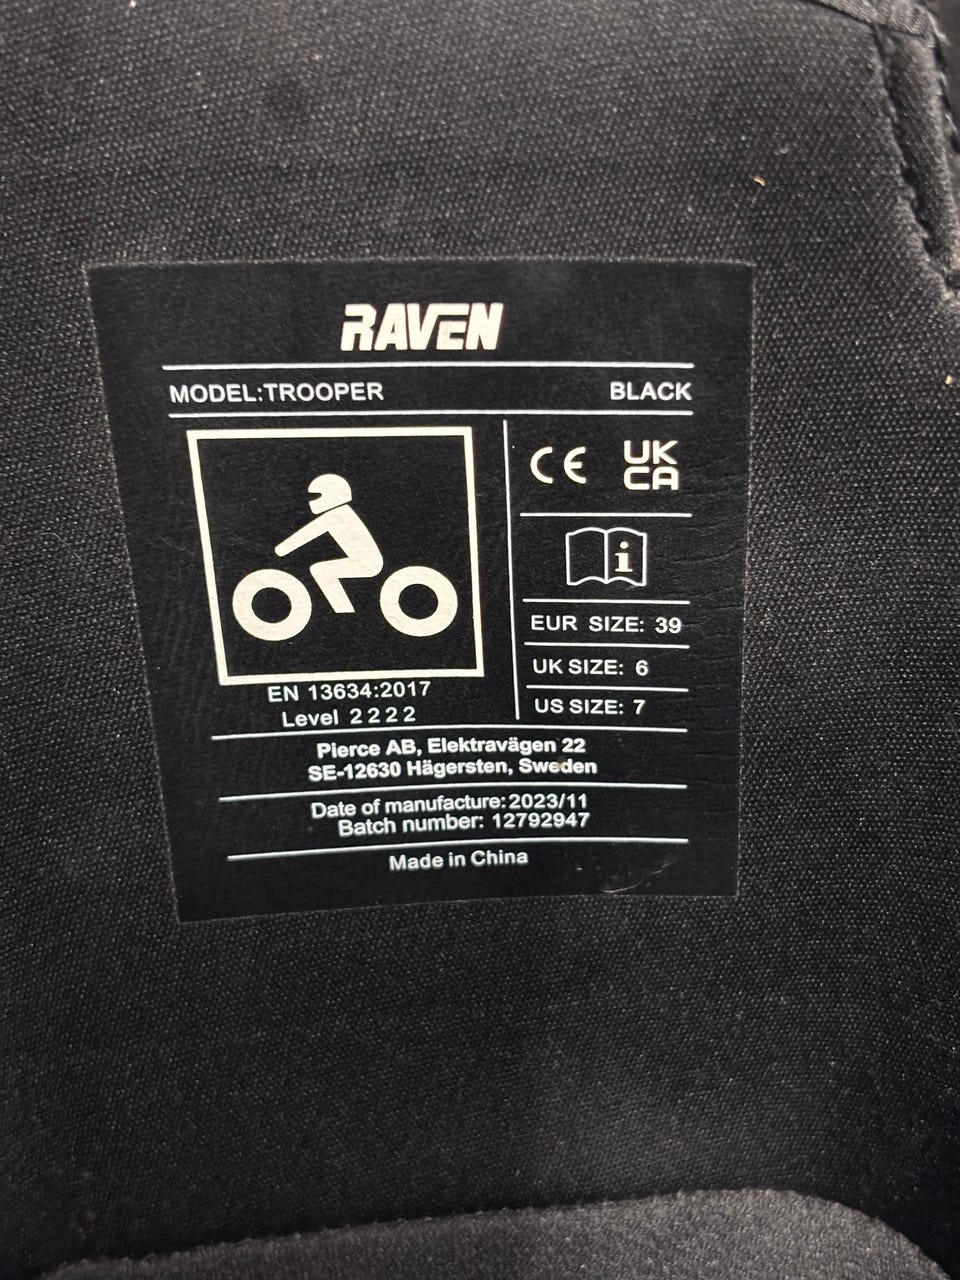 RAVEN
MODEL:TROOPER BLACK
CE UK
CA
i
EUR SIZE: 39
UK SIZE: 6
US SIZE: 7
EN 13634:2017
Level 2 2 2 2
Pierce AB, Elektravägen 22
SE-12630 Hägersten, Sweden
Date of manufacture: 2023/11
Batch number: 12792947
Made in China